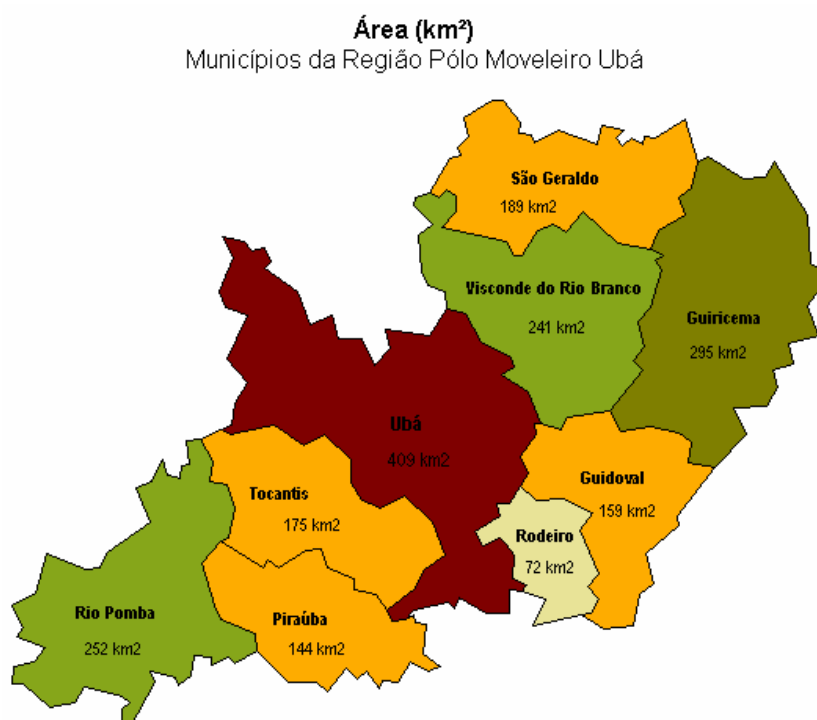 Área (km²)
Municípios da Região Pólo Moveleiro Ubá
São Geraldo
189 km2
Visconde do Rio Branco
241 km2
Guiricema
295 km2
Ubá
409 km2
Tocantis
175 km2
Guidoval
159 km2
Rodeiro
72 km2
Rio Pomba
252 km2
Piraúba
144 km2